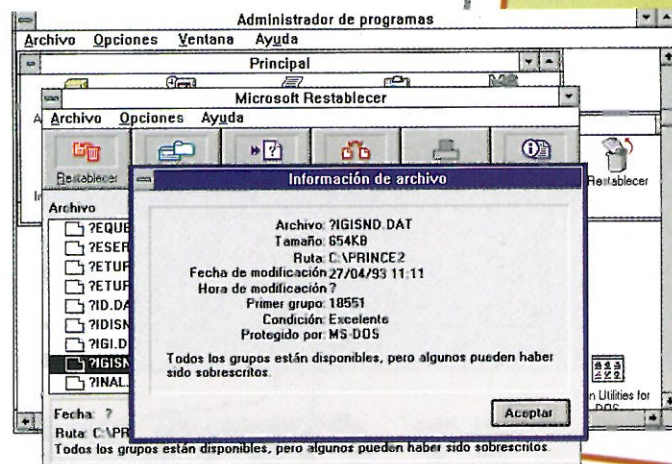 Administrador de programas
Archivo Opciones Ventana Ayuda
Principal
Microsoft Restablecer
Archivo Opciones Ayuda
Restablecer
Restablecer
Información de archivo
Archivo
?EQUE
?ESER
?ETUF
?ETUF
?ID.DA
?IDISN
?IGI.D
?IGISN
?INAL.
Archivo: ?IGISND.DAT
Tamaño: 654KB
Ruta: C:\PRINCE2
Fecha de modificación 27/04/93 11:11
Hora de modificación ?
Primer grupo: 18551
Condición: Excelente
Protegido por: MS-DOS
Todos los grupos están disponibles, pero algunos pueden haber
sido sobrescritos.
Aceptar
n Utilities for
DOS
Fecha: ?
Ruta: C:\PR
Todos los grupos están disponibles, pero algunos pueden haber sido sobrescritos.